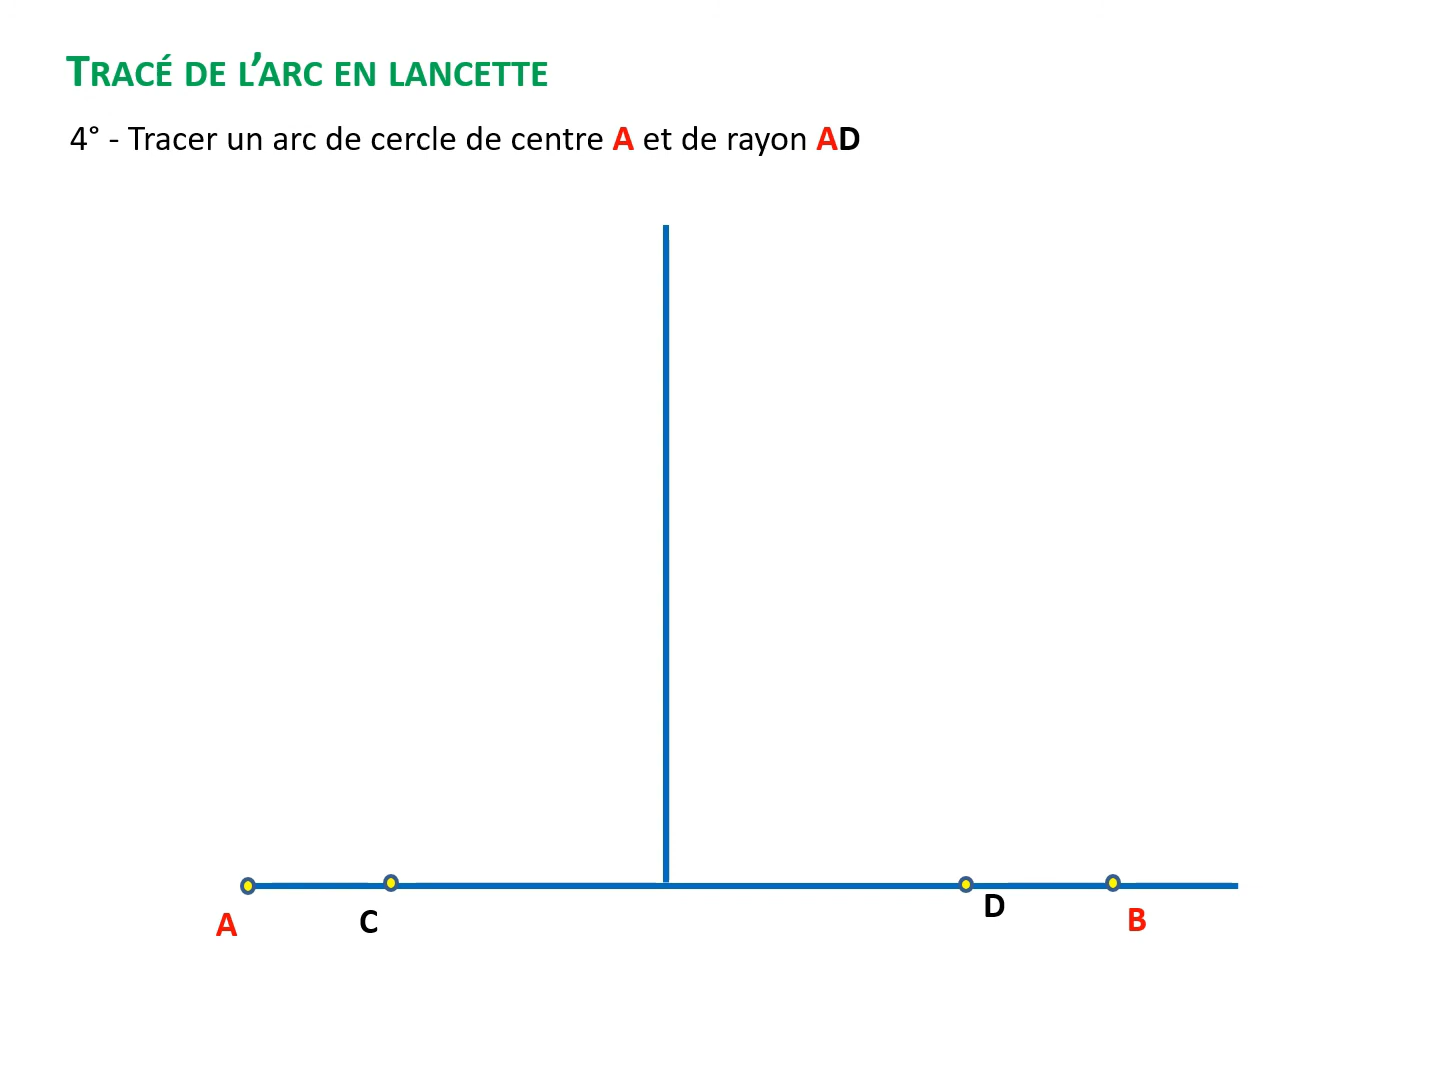 TRACÉ DE L’ARC EN LANCETTE
4° - Tracer un arc de cercle de centre A et de rayon AD
A
C
D
B